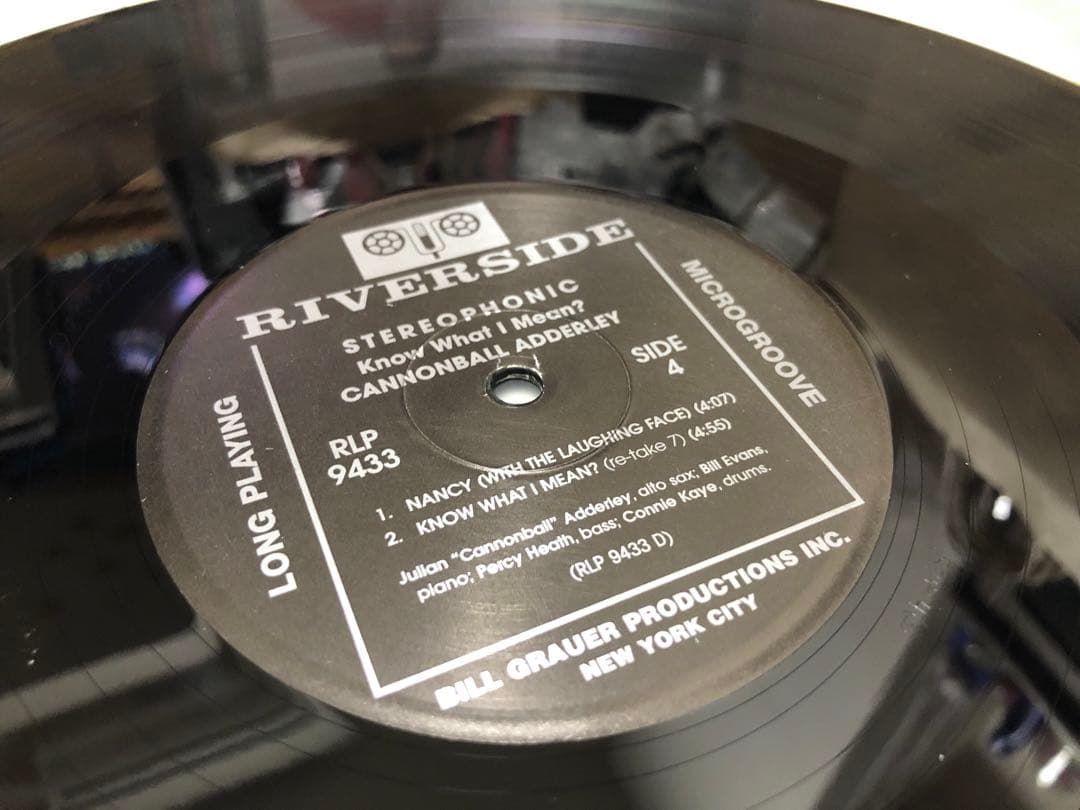 RIVERSIDE
STEREOPHONIC
Know What I Mean?
CANNONBALL ADDERLEY
SIDE
4
RLP
9433
LONG PLAYING
MICROGROOVE
1. NANCY (WITH THE LAUGHING FACE) (4:07)
2. KNOW WHAT I MEAN? (re-take 7) (4:55)
Julian "Cannonball" Adderley, alto sax; Bill Evans,
piano; Percy Heath, bass; Connie Kaye, drums.
(RLP 9433 D)
BILL GRAUER PRODUCTIONS INC.
NEW YORK CITY